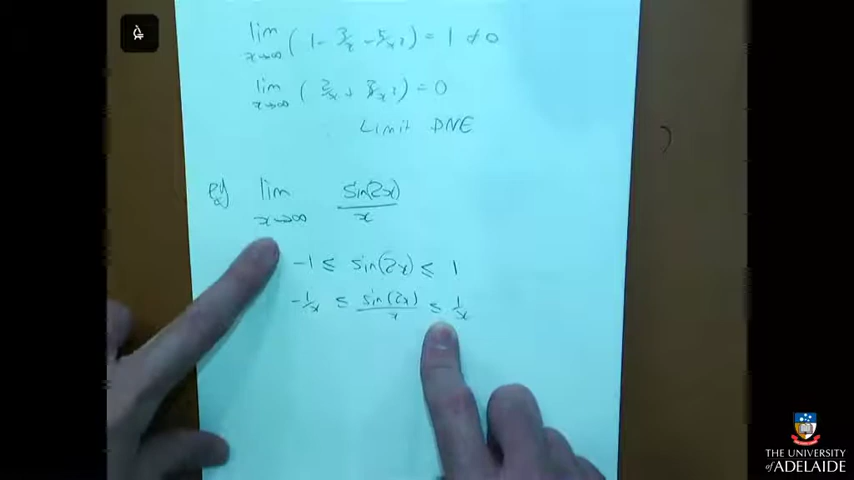 lim x→∞ ( 1 - 3/x - 5/x² ) = 1 ≠ 0
lim x→∞ ( 2/x + 3/x² ) = 0
Limit DNE
eg lim x→∞ sin(2x)/x
-1 ≤ sin(2x) ≤ 1
-1/x ≤ sin(2x)/x ≤ 1/x
THE UNIVERSITY
of ADELAIDE